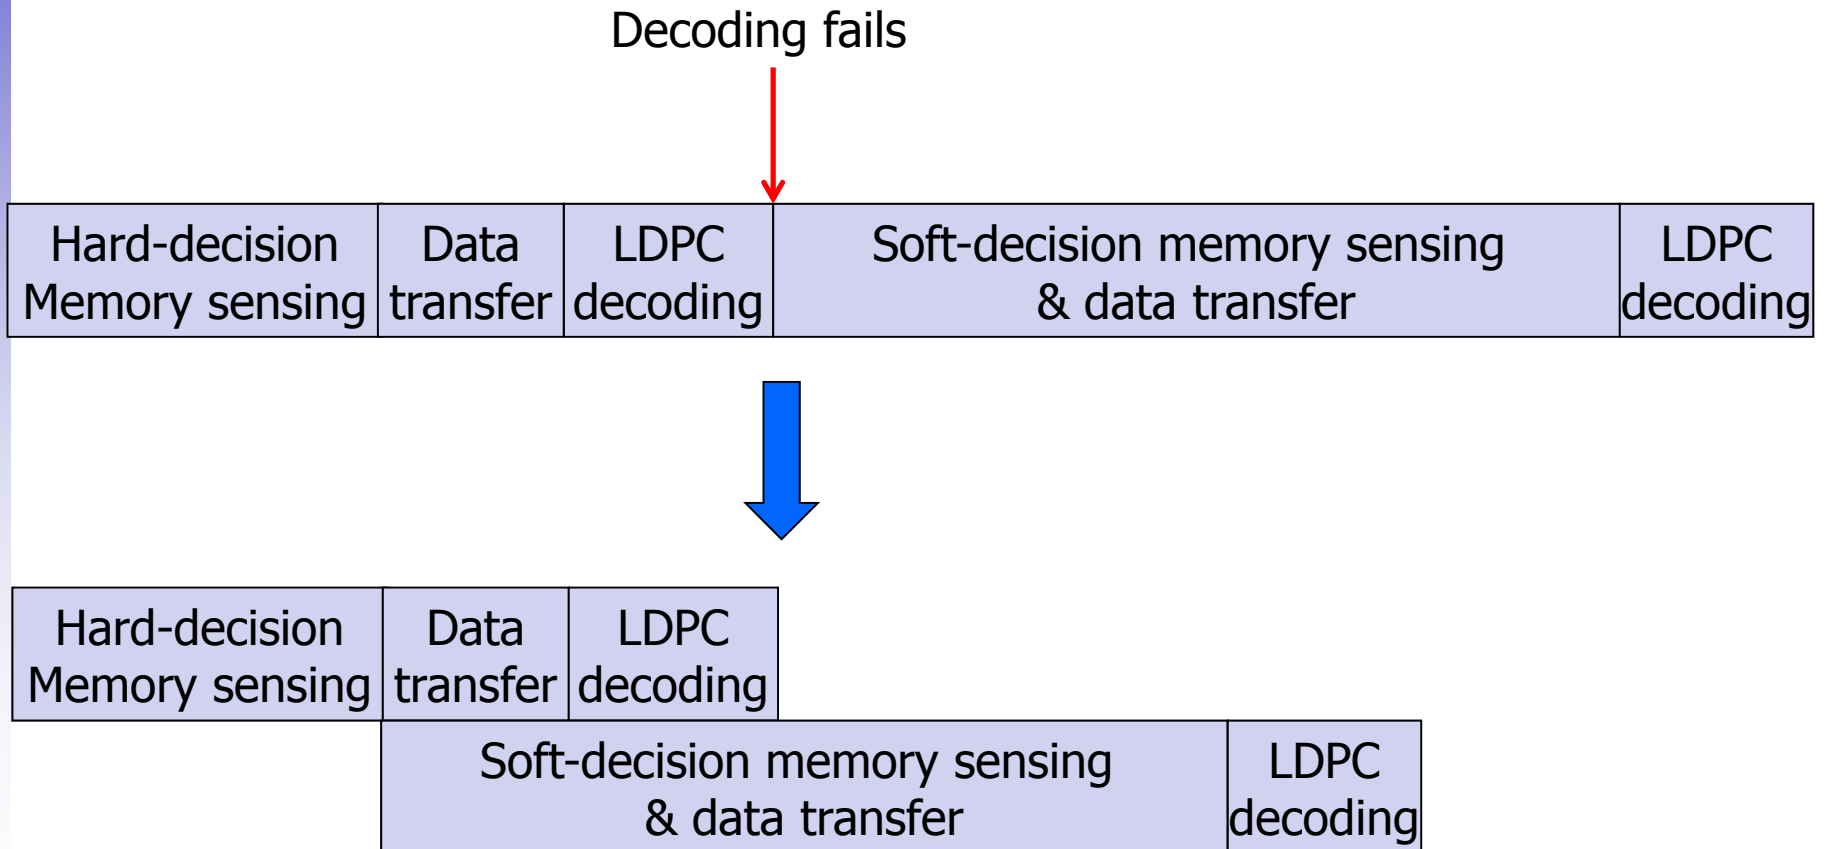 Decoding fails
Hard-decision
Memory sensing
Data
transfer
LDPC
decoding
Soft-decision memory sensing
& data transfer
LDPC
decoding
Hard-decision
Memory sensing
Data
transfer
LDPC
decoding
Soft-decision memory sensing
& data transfer
LDPC
decoding